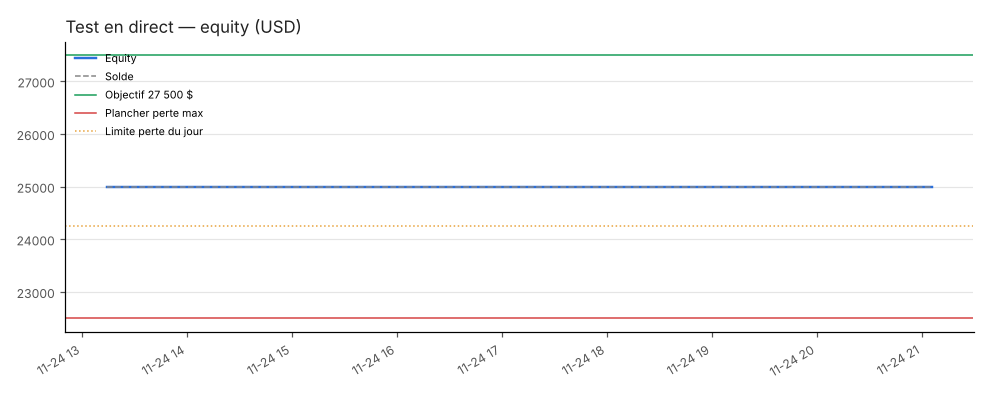 Test en direct — equity (USD)
Equity
Solde
Objectif 27 500 $
Plancher perte max
Limite perte du jour
27000
26000
25000
24000
23000
11-24 13
11-24 14
11-24 15
11-24 16
11-24 17
11-24 18
11-24 19
11-24 20
11-24 21